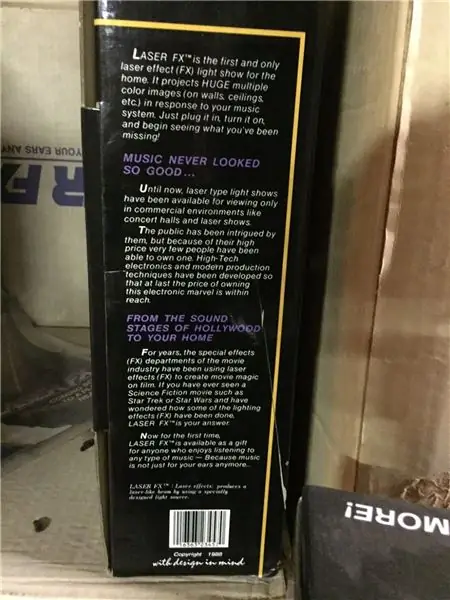 LASER FX™ is the first and only
laser effect (FX) light show for the
home. It projects HUGE multiple
color images (on walls, ceilings,
etc.) in response to your music
system. Just plug it in, turn it on,
and begin seeing what you've been
missing!
MUSIC NEVER LOOKED
SO GOOD...
Until now, laser type light shows
have been available for viewing only
in commercial environments like
concert halls and laser shows.
The public has been intrigued by
them, but because of their high
price very few people have been
able to own one. High-Tech
electronics and modern production
techniques have been developed so
that at last the price of owning
this electronic marvel is within
reach.
FROM THE SOUND
STAGES OF HOLLYWOOD
TO YOUR HOME
For years, the special effects
(FX) departments of the movie
industry have been using laser
effects (FX) to create movie magic
on film. If you have ever seen a
Science Fiction movie such as
Star Trek or Star Wars and have
wondered how some of the lighting
effects (FX) have been done,
LASER FX™ is your answer.
Now for the first time,
LASER FX™ is available as a gift
for anyone who enjoys listening to
any type of music — Because music
is not just for your ears anymore...
LASER FX™ : Laser effects: produces a
laser-like beam by using a specially
designed light source.
Copyright 1988
with design in mind
YOUR EARS ANY
R FX
MORE!